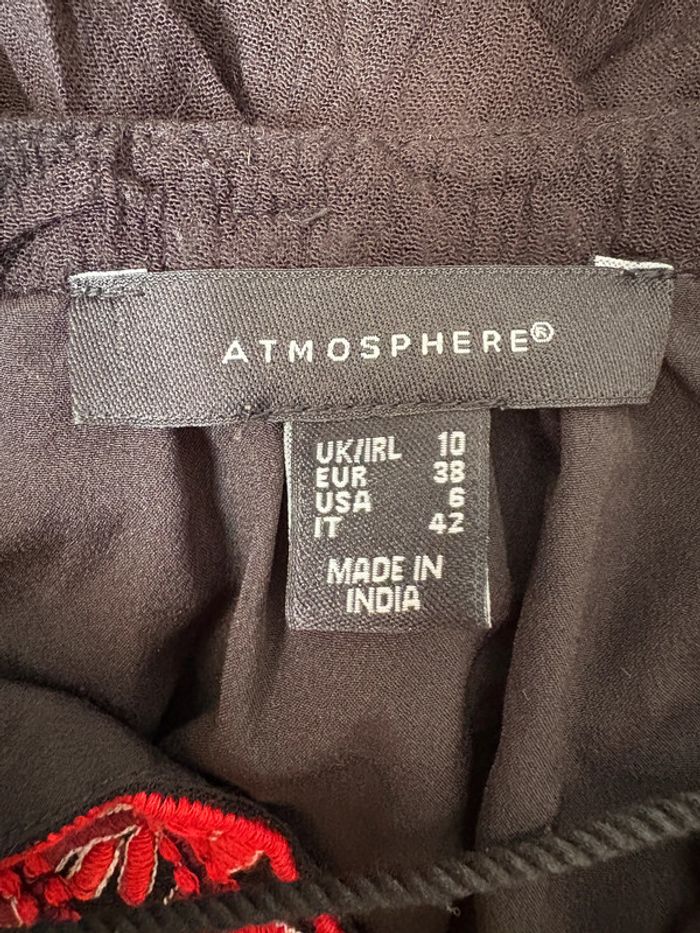 ATMOSPHERE®
UK/IRL 10
EUR 38
USA 6
IT 42
MADE IN
INDIA